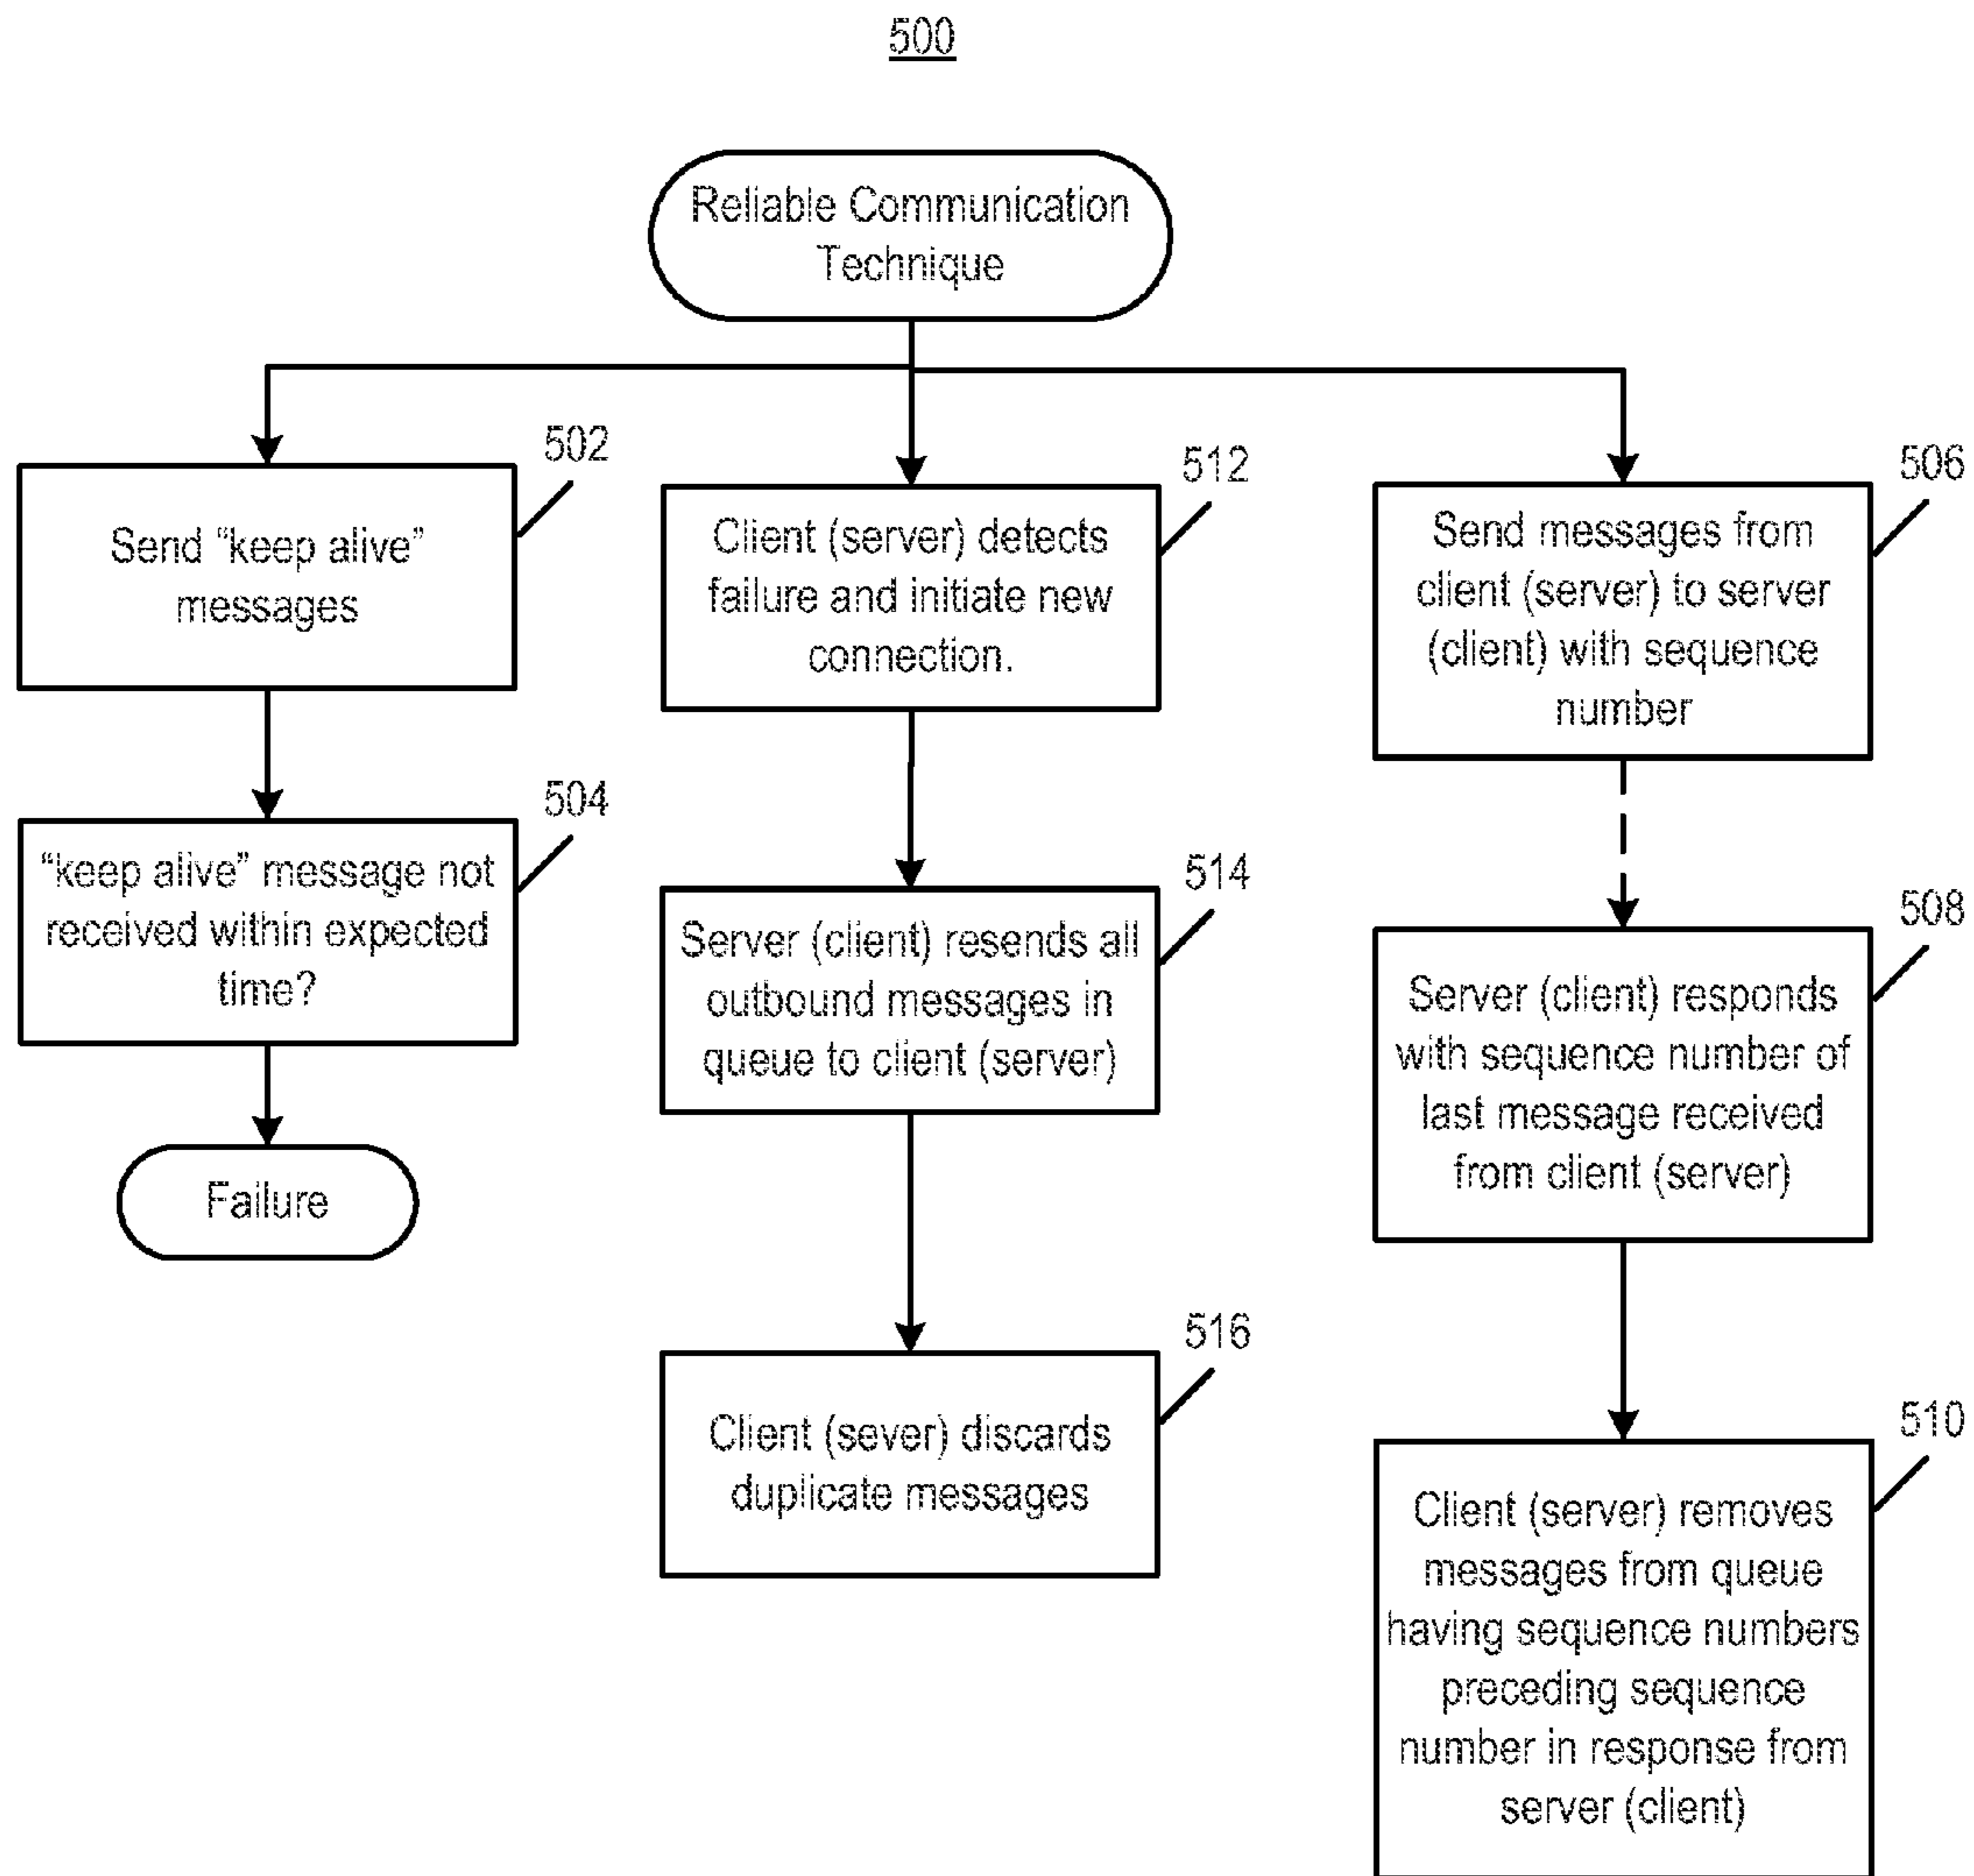 500
Reliable Communication
Technique
502
Send “keep alive”
messages
504
“keep alive” message not
received within expected
time?
Failure
512
Client (server) detects
failure and initiate new
connection.
514
Server (client) resends all
outbound messages in
queue to client (server)
516
Client (sever) discards
duplicate messages
506
Send messages from
client (server) to server
(client) with sequence
number
508
Server (client) responds
with sequence number of
last message received
from client (server)
510
Client (server) removes
messages from queue
having sequence numbers
preceding sequence
number in response from
server (client)